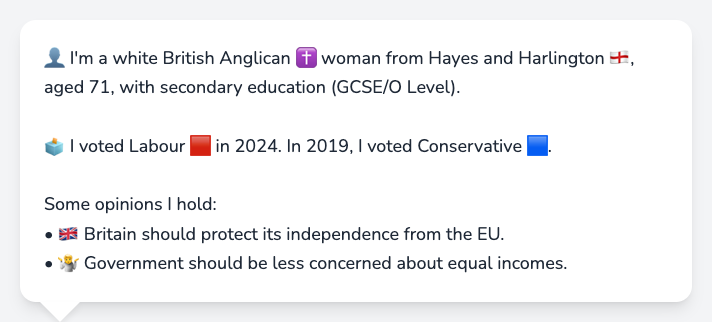 👤 I'm a white British Anglican ✝️ woman from Hayes and Harlington 🏴󠁧󠁢󠁥󠁮󠁧󠁿,
aged 71, with secondary education (GCSE/O Level).
🗳️ I voted Labour 🟥 in 2024. In 2019, I voted Conservative 🟦.
Some opinions I hold:
• 🇬🇧 Britain should protect its independence from the EU.
• 🤷 Government should be less concerned about equal incomes.